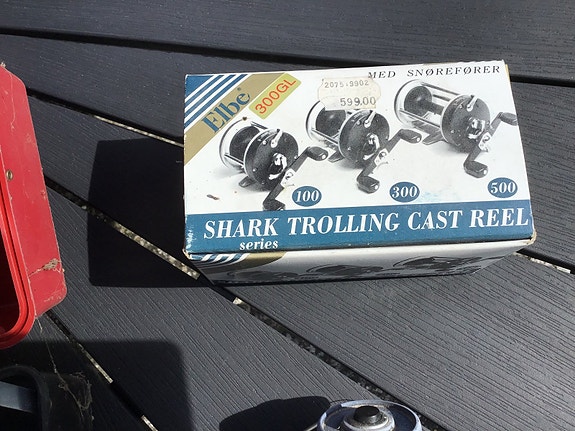 MED SNØREFØRER
Elbe
300GL
2075-3902
599.00
100
300
500
SHARK TROLLING CAST REEL
series